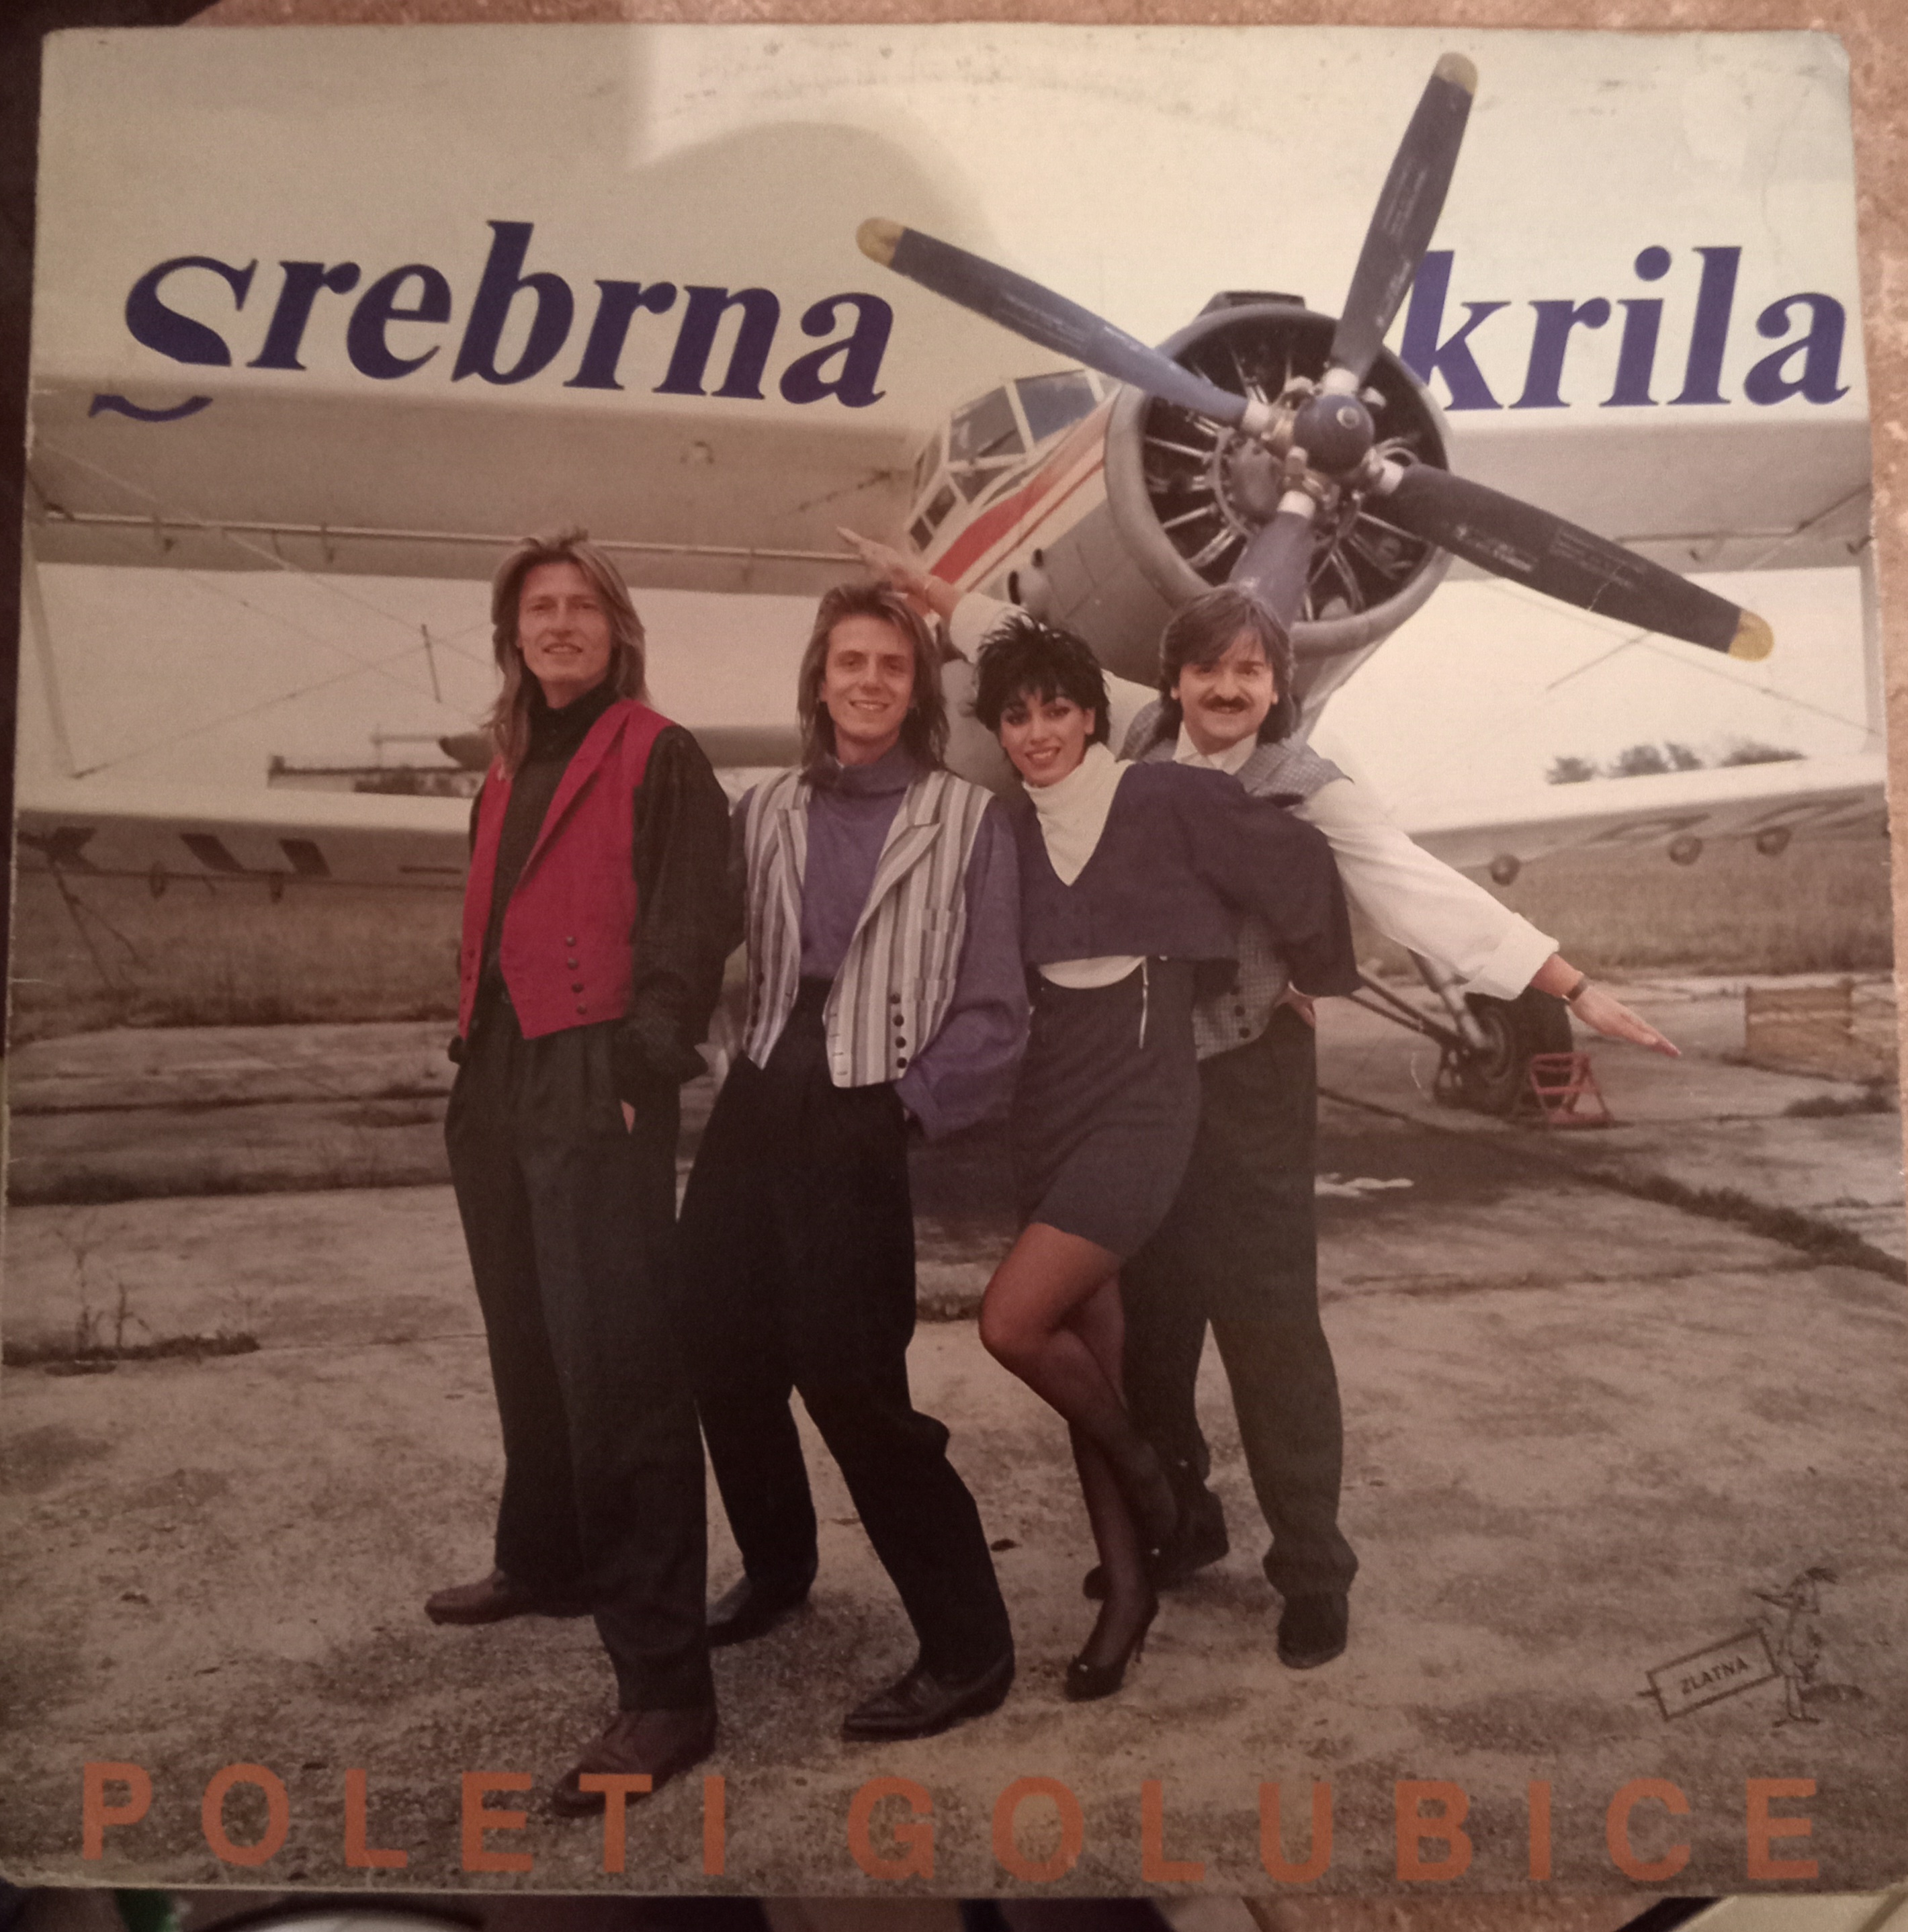 srebrna krila
ZLATNA
POLETI GOLUBICE